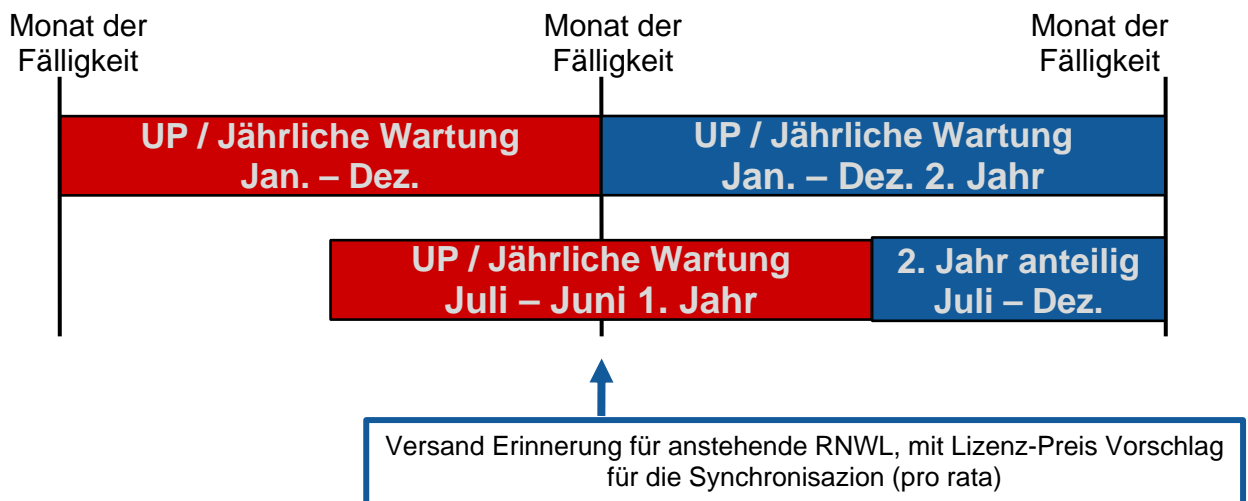 Monat der
Fälligkeit
Monat der
Fälligkeit
Monat der
Fälligkeit
UP / Jährliche Wartung
Jan. – Dez.
UP / Jährliche Wartung
Jan. – Dez. 2. Jahr
UP / Jährliche Wartung
Juli – Juni 1. Jahr
2. Jahr anteilig
Juli – Dez.
Versand Erinnerung für anstehende RNWL, mit Lizenz-Preis Vorschlag
für die Synchronisazion (pro rata)